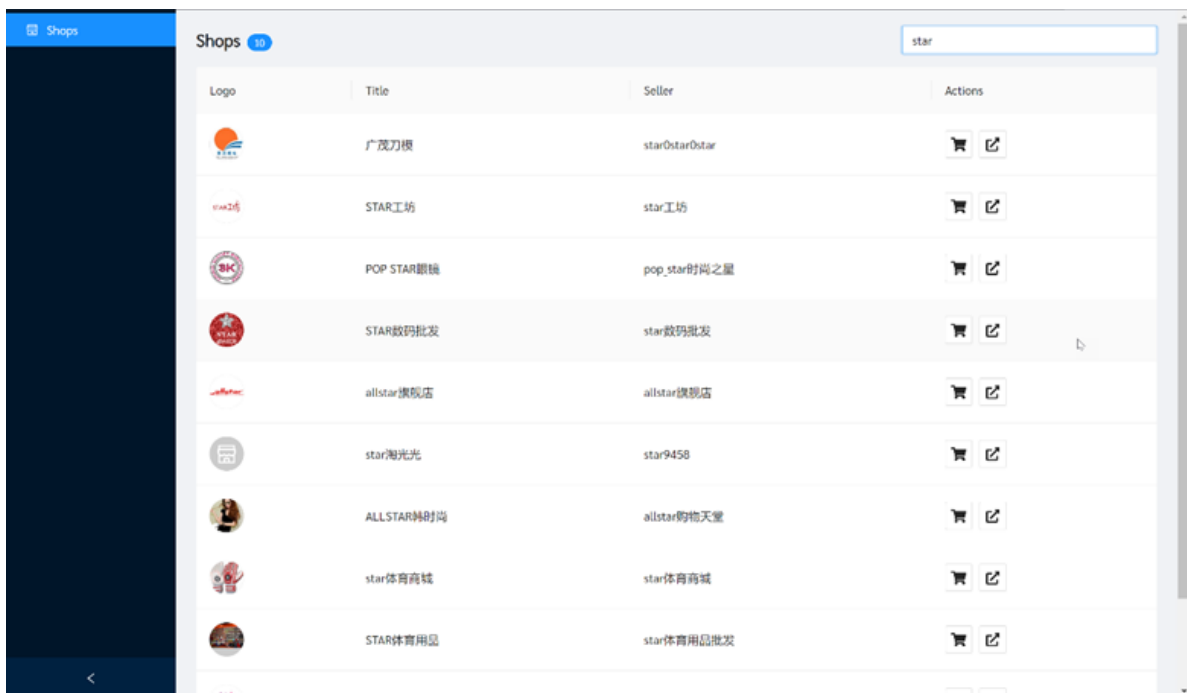 Shops
Shops 10
star
Logo Title Seller Actions
广茂刀模 star0star0star
STAR工坊 star工坊
POP STAR眼镜 pop_star时尚之星
STAR数码批发 star数码批发
allstar旗舰店 allstar旗舰店
star淘光光 star9458
ALLSTAR韩时尚 allstar购物天堂
star体育商城 star体育商城
STAR体育用品 star体育用品批发